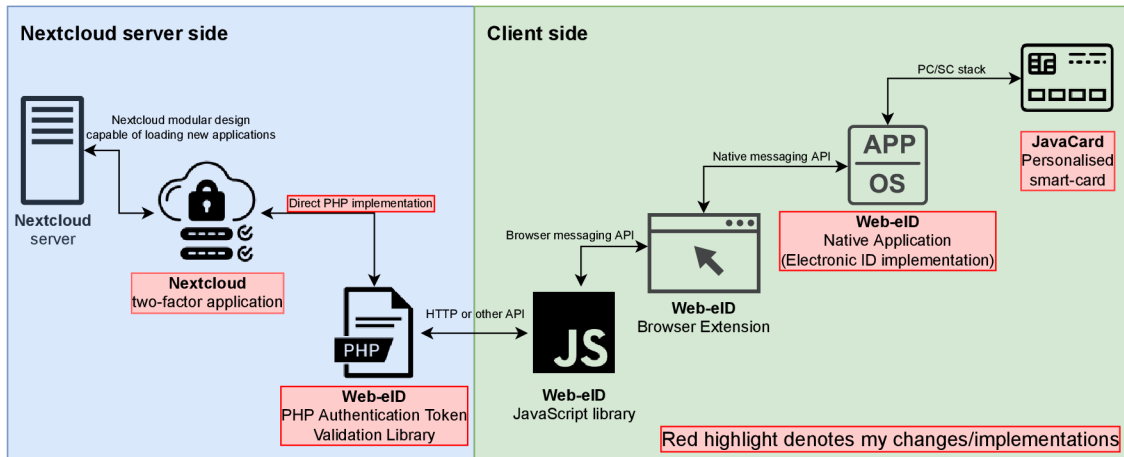 Nextcloud server side
Client side
PC/SC stack
Nextcloud modular design
capable of loading new applications
APP
OS
JavaCard
Personalised
smart-card
Native messaging API
Nextcloud
server
Direct PHP implementation
Web-eID
Native Application
(Electronic ID implementation)
Browser messaging API
Nextcloud
two-factor application
Web-eID
Browser Extension
HTTP or other API
PHP
JS
Web-eID
PHP Authentication Token
Validation Library
Web-eID
JavaScript library
Red highlight denotes my changes/implementations